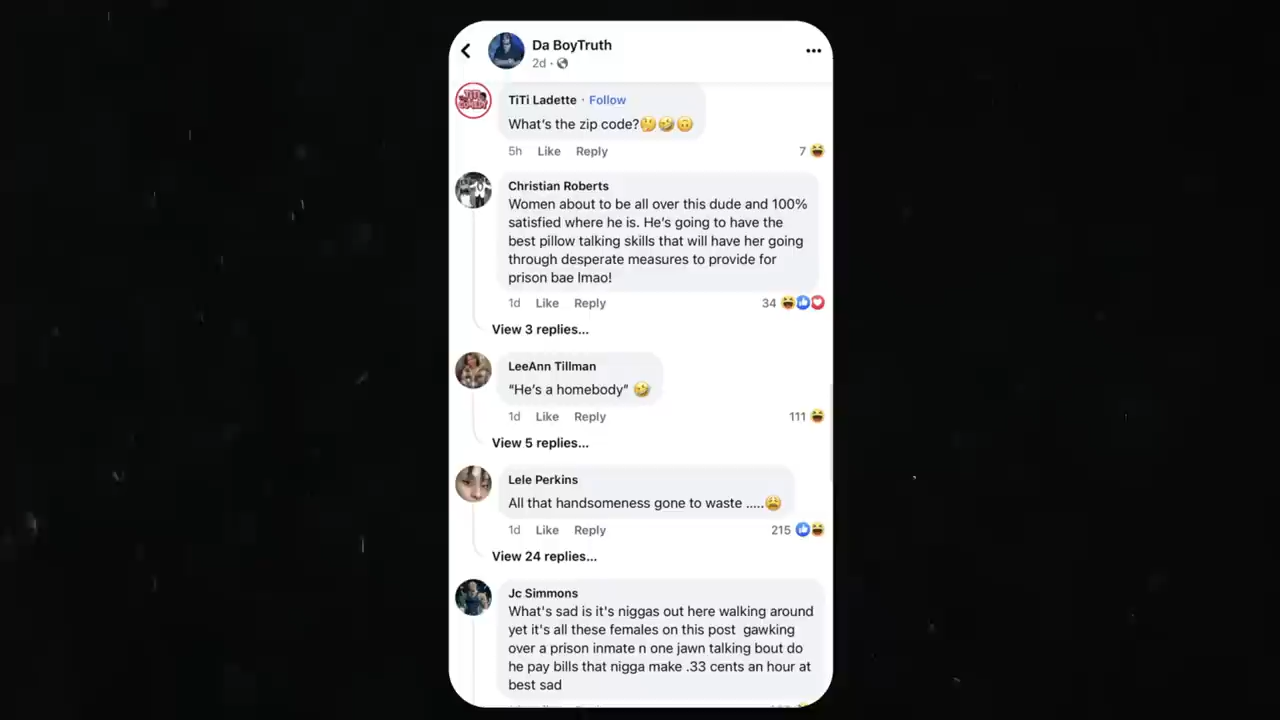 Da BoyTruth
2d ·
TiTi Ladette · Follow
What's the zip code?🤔🤣🙃
5h Like Reply 7
Christian Roberts
Women about to be all over this dude and 100%
satisfied where he is. He's going to have the
best pillow talking skills that will have her going
through desperate measures to provide for
prison bae lmao!
1d Like Reply 34
View 3 replies...
LeeAnn Tillman
“He's a homebody” 🤣
1d Like Reply 111
View 5 replies...
Lele Perkins
All that handsomeness gone to waste .....😩
1d Like Reply 215
View 24 replies...
Jc Simmons
What's sad is it's niggas out here walking around
yet it's all these females on this post gawking
over a prison inmate n one jawn talking bout do
he pay bills that nigga make .33 cents an hour at
best sad